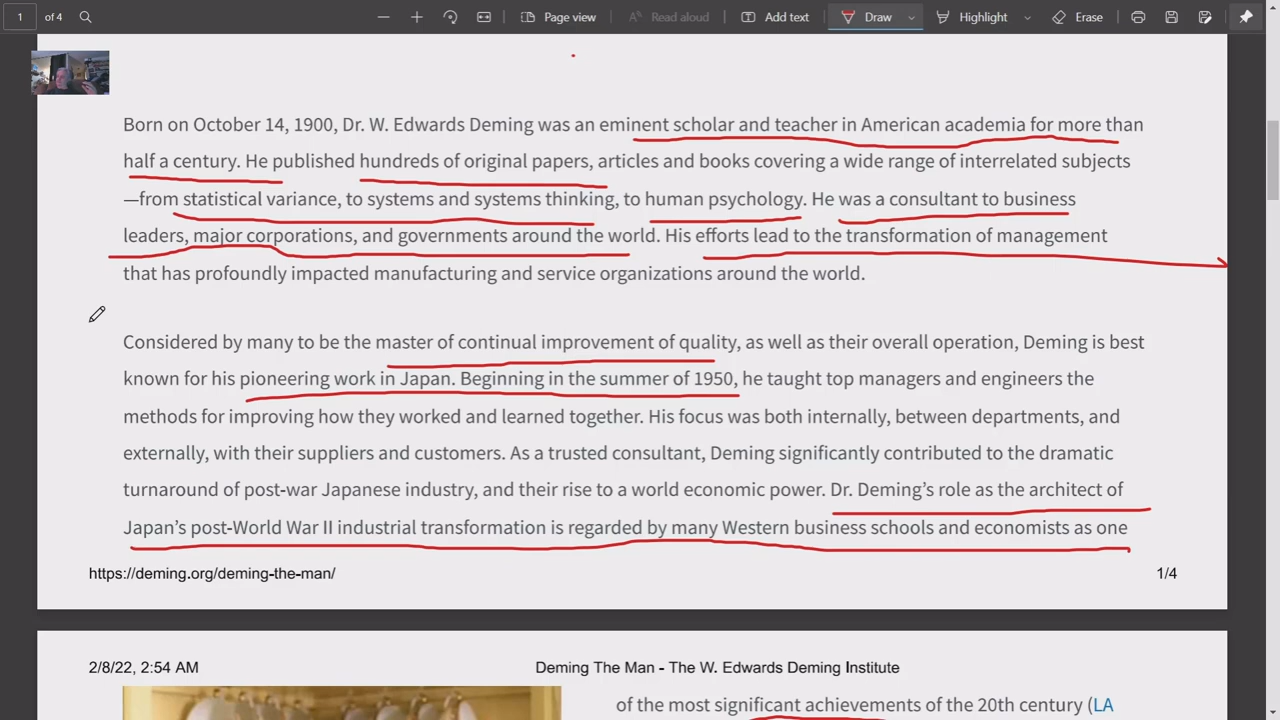 1 of 4 Page view Read aloud Add text Draw Highlight Erase
Born on October 14, 1900, Dr. W. Edwards Deming was an eminent scholar and teacher in American academia for more than
half a century. He published hundreds of original papers, articles and books covering a wide range of interrelated subjects
—from statistical variance, to systems and systems thinking, to human psychology. He was a consultant to business
leaders, major corporations, and governments around the world. His efforts lead to the transformation of management
that has profoundly impacted manufacturing and service organizations around the world.
Considered by many to be the master of continual improvement of quality, as well as their overall operation, Deming is best
known for his pioneering work in Japan. Beginning in the summer of 1950, he taught top managers and engineers the
methods for improving how they worked and learned together. His focus was both internally, between departments, and
externally, with their suppliers and customers. As a trusted consultant, Deming significantly contributed to the dramatic
turnaround of post-war Japanese industry, and their rise to a world economic power. Dr. Deming’s role as the architect of
Japan’s post-World War II industrial transformation is regarded by many Western business schools and economists as one
https://deming.org/deming-the-man/ 1/4
2/8/22, 2:54 AM Deming The Man - The W. Edwards Deming Institute
of the most significant achievements of the 20th century (LA